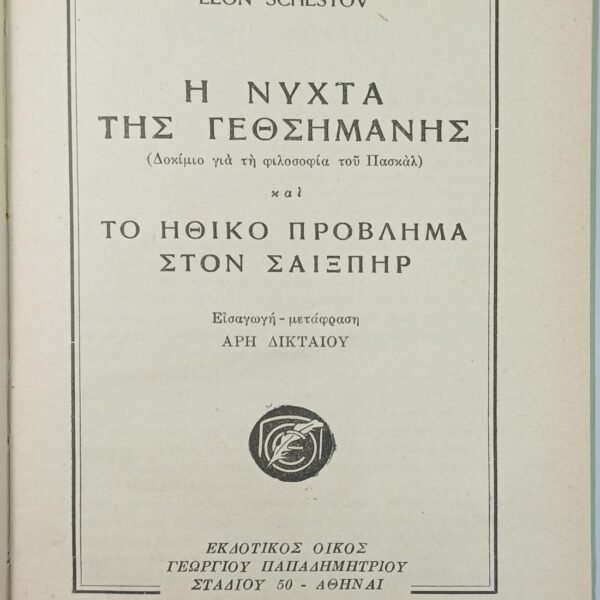 LEON SCHESTOV
Η ΝΥΧΤΑ
ΤΗΣ ΓΕΘΣΗΜΑΝΗΣ
(Δοκίμιο γιὰ τὴ φιλοσοφία τοῦ Πασκὰλ)
καὶ
ΤΟ ΗΘΙΚΟ ΠΡΟΒΛΗΜΑ
ΣΤΟΝ ΣΑΙΞΠΗΡ
Εἰσαγωγή - μετάφραση
ΑΡΗ ΔΙΚΤΑΙΟΥ
ΕΚΔΟΤΙΚΟΣ ΟΙΚΟΣ
ΓΕΩΡΓΙΟΥ ΠΑΠΑΔΗΜΗΤΡΙΟΥ
ΣΤΑΔΙΟΥ 50 - ΑΘΗΝΑΙ